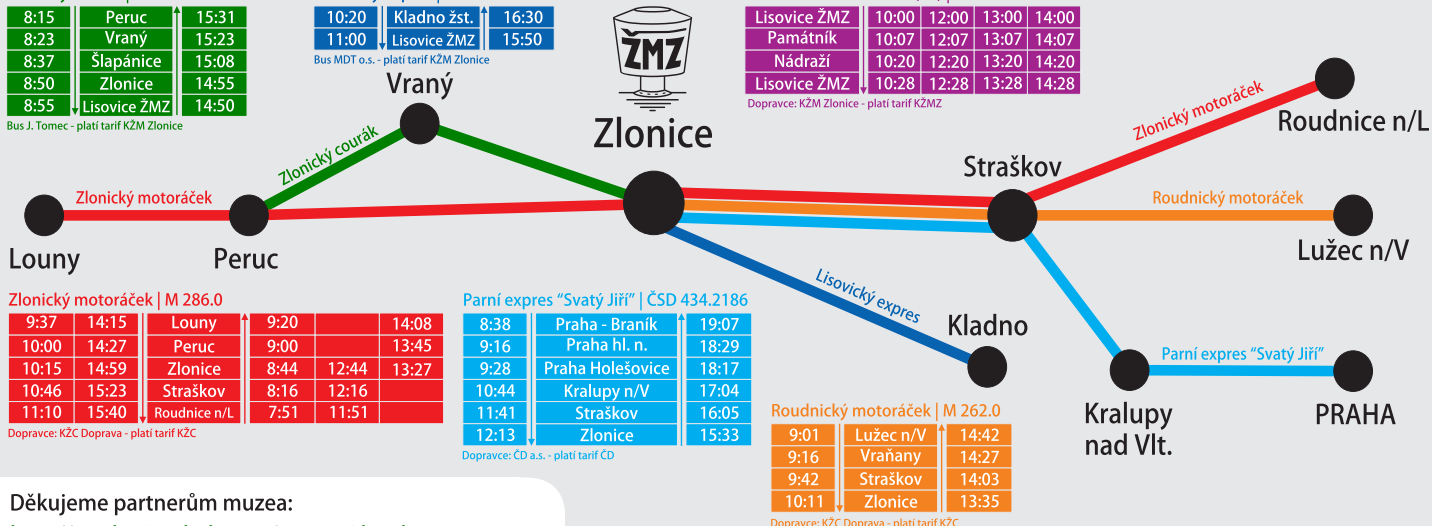 8:15 Peruc 15:31
8:23 Vraný 15:23
8:37 Šlapánice 15:08
8:50 Zlonice 14:55
8:55 Lisovice ŽMZ 14:50
Bus J. Tomec - platí tarif KŽM Zlonice
10:20 Kladno žst. 16:30
11:00 Lisovice ŽMZ 15:50
Bus MDT o.s. - platí tarif KŽM Zlonice
ŽMZ
Lisovice ŽMZ 10:00 12:00 13:00 14:00
Památník 10:07 12:07 13:07 14:07
Nádraží 10:20 12:20 13:20 14:20
Lisovice ŽMZ 10:28 12:28 13:28 14:28
Dopravce: KŽM Zlonice - platí tarif KŽMZ
Vraný
Zlonice
Zlonický courák
Zlonický motoráček
Roudnice n/L
Straškov
Zlonický motoráček
Roudnický motoráček
Louny
Peruc
Lužec n/V
Lisovický expres
Kladno
Parní expres “Svatý Jiří”
Kralupy
nad Vlt.
PRAHA
Zlonický motoráček | M 286.0
9:37 14:15 Louny 9:20 14:08
10:00 14:27 Peruc 9:00 13:45
10:15 14:59 Zlonice 8:44 12:44 13:27
10:46 15:23 Straškov 8:16 12:16
11:10 15:40 Roudnice n/L 7:51 11:51
Dopravce: KŽC Doprava - platí tarif KŽC
Parní expres “Svatý Jiří” | ČSD 434.2186
8:38 Praha - Braník 19:07
9:16 Praha hl. n. 18:29
9:28 Praha Holešovice 18:17
10:44 Kralupy n/V 17:04
11:41 Straškov 16:05
12:13 Zlonice 15:33
Dopravce: ČD a.s. - platí tarif ČD
Roudnický motoráček | M 262.0
9:01 Lužec n/V 14:42
9:16 Vraňany 14:27
9:42 Straškov 14:03
10:11 Zlonice 13:35
Dopravce: KŽC Doprava - platí tarif KŽC
Děkujeme partnerům muzea: